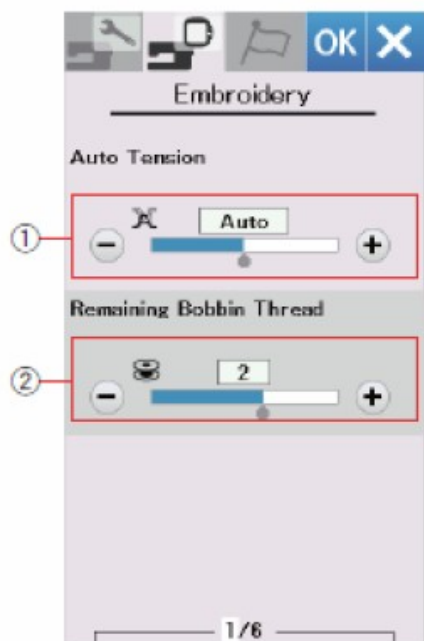 OK X
Embroidery
Auto Tension
① Auto
− +
Remaining Bobbin Thread
② 2
− +
1/6